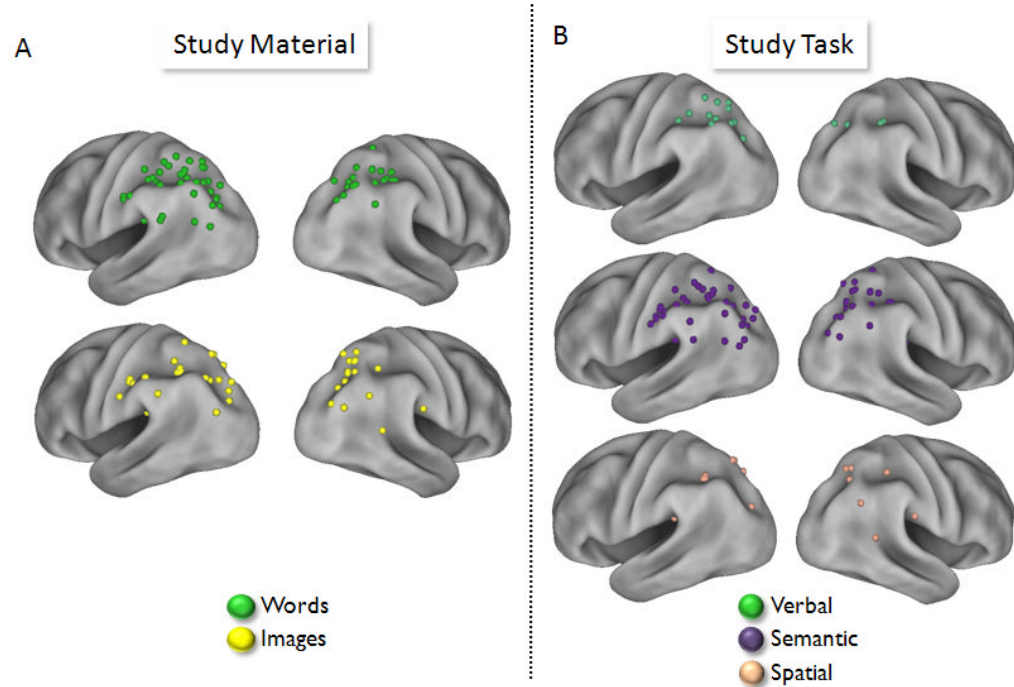 A
Study Material
Words
Images
B
Study Task
Verbal
Semantic
Spatial